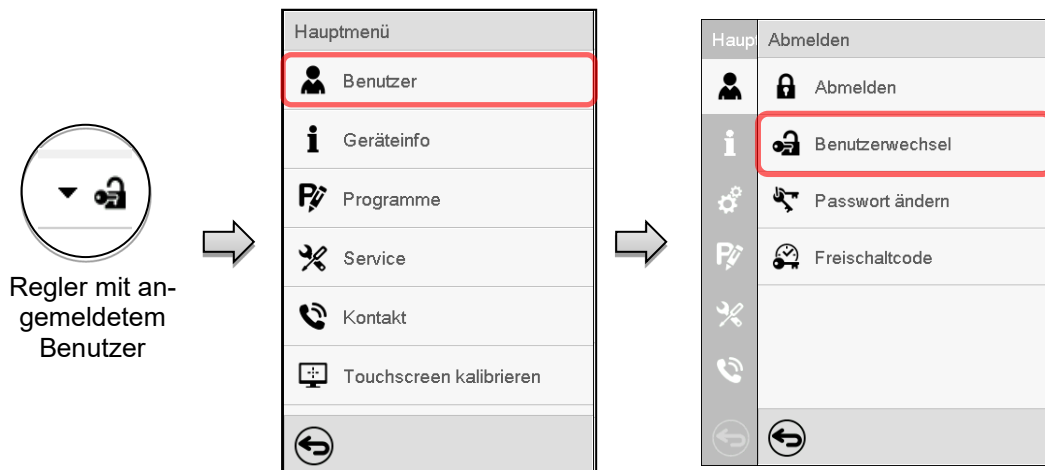 Regler mit an-
gemeldetem
Benutzer
Hauptmenü
Benutzer
Geräteinfo
Programme
Service
Kontakt
Touchscreen kalibrieren
Haupt
Abmelden
Abmelden
Benutzerwechsel
Passwort ändern
Freischaltcode